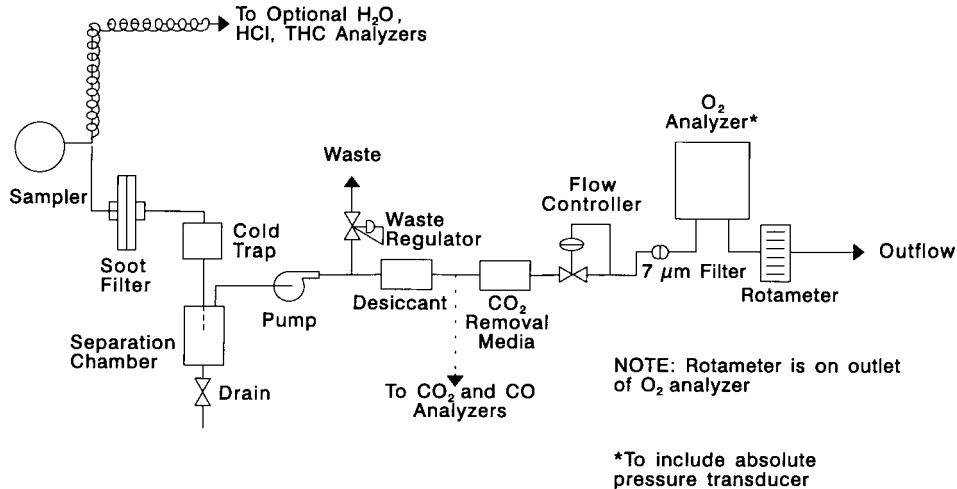 To Optional H₂O,
HCl, THC Analyzers
Sampler
Soot
Filter
Cold
Trap
Separation
Chamber
Drain
Pump
Waste
Waste
Regulator
Desiccant
To CO₂ and CO
Analyzers
CO₂
Removal
Media
Flow
Controller
7 μm Filter
O₂
Analyzer*
Rotameter
Outflow
NOTE: Rotameter is on outlet
of O₂ analyzer
*To include absolute
pressure transducer